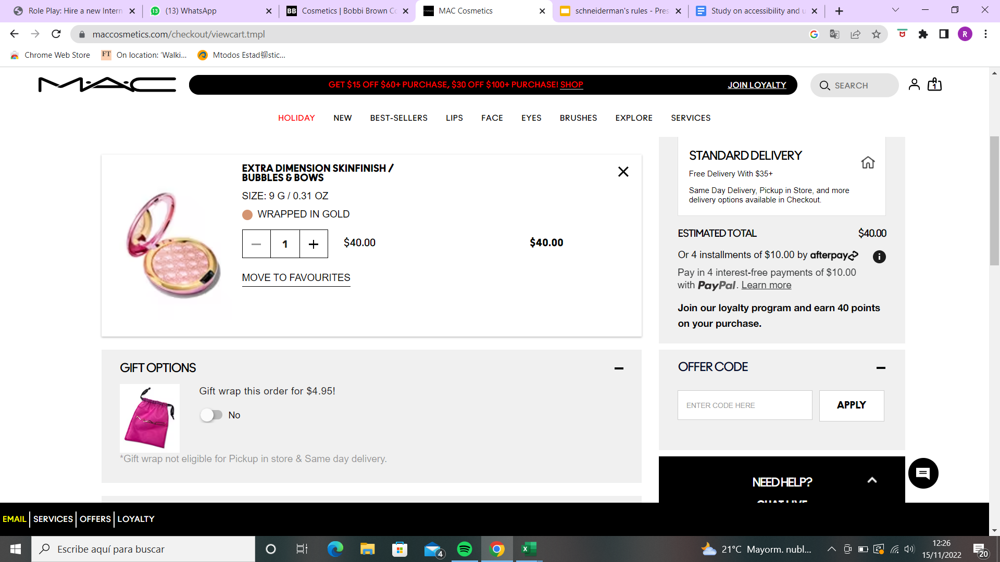 Role Play: Hire a new Intern
(13) WhatsApp
BB Cosmetics | Bobbi Brown Co
MAC Cosmetics
schneiderman's rules - Pres
Study on accessibility and u
maccosmetics.com/checkout/viewcart.tmpl
R
Chrome Web Store
FT On location: ‘Walki...
Mtodos Estad铆stic...
MAC
GET $15 OFF $60+ PURCHASE, $30 OFF $100+ PURCHASE! SHOP
JOIN LOYALTY
SEARCH
1
HOLIDAY NEW BEST-SELLERS LIPS FACE EYES BRUSHES EXPLORE SERVICES
EXTRA DIMENSION SKINFINISH /
BUBBLES & BOWS
SIZE: 9 G / 0.31 OZ
WRAPPED IN GOLD
1
$40.00
$40.00
MOVE TO FAVOURITES
GIFT OPTIONS
Gift wrap this order for $4.95!
No
*Gift wrap not eligible for Pickup in store & Same day delivery.
STANDARD DELIVERY
Free Delivery With $35+
Same Day Delivery, Pickup in Store, and more
delivery options available in Checkout.
ESTIMATED TOTAL $40.00
Or 4 installments of $10.00 by afterpay
Pay in 4 interest-free payments of $10.00
with PayPal. Learn more
Join our loyalty program and earn 40 points
on your purchase.
OFFER CODE
ENTER CODE HERE
APPLY
NEED HELP?
CHAT LIVE
EMAIL SERVICES OFFERS LOYALTY
Escribe aquí para buscar
4
21°C Mayorm. nubl...
12:26
15/11/2022
20